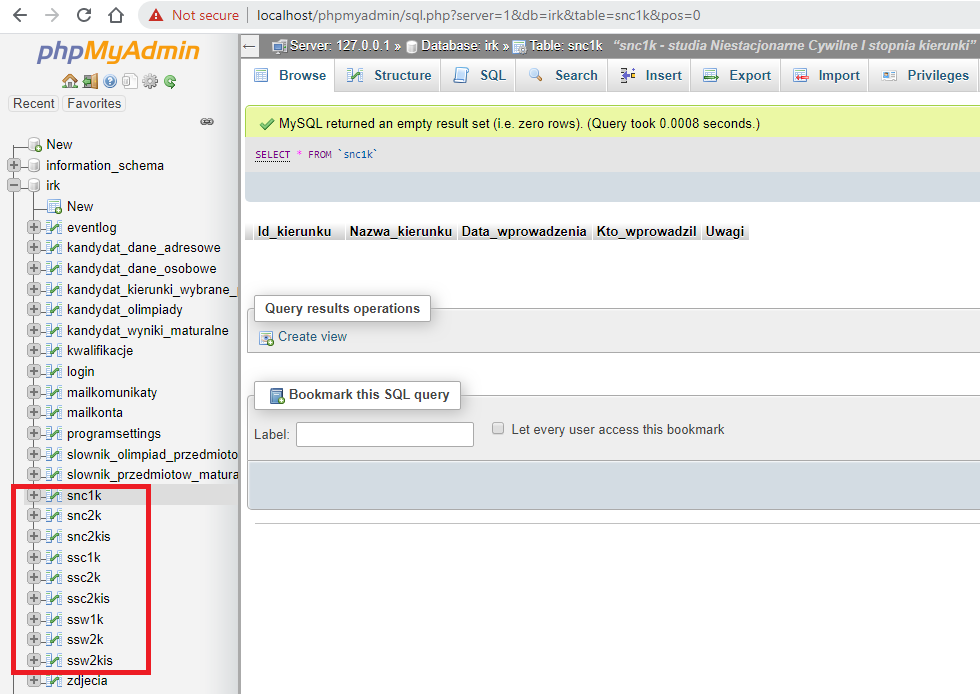 Not secure localhost/phpmyadmin/sql.php?server=1&db=irk&table=snc1k&pos=0
phpMyAdmin
Recent Favorites
New
information_schema
irk
New
eventlog
kandydat_dane_adresowe
kandydat_dane_osobowe
kandydat_kierunki_wybrane_
kandydat_olimpiady
kandydat_wyniki_maturalne
kwalifikacje
login
mailkomunikaty
mailkonta
programsettings
slownik_olimpiad_przedmioto
slownik_przedmiotow_matura
snc1k
snc2k
snc2kis
ssc1k
ssc2k
ssc2kis
ssw1k
ssw2k
ssw2kis
zdjecia
Server: 127.0.0.1 » Database: irk » Table: snc1k "snc1k - studia Niestacjonarne Cywilne I stopnia kierunki"
Browse Structure SQL Search Insert Export Import Privileges
MySQL returned an empty result set (i.e. zero rows). (Query took 0.0008 seconds.)
SELECT * FROM `snc1k`
Id_kierunku Nazwa_kierunku Data_wprowadzenia Kto_wprowadzil Uwagi
Query results operations
Create view
Bookmark this SQL query
Label: Let every user access this bookmark